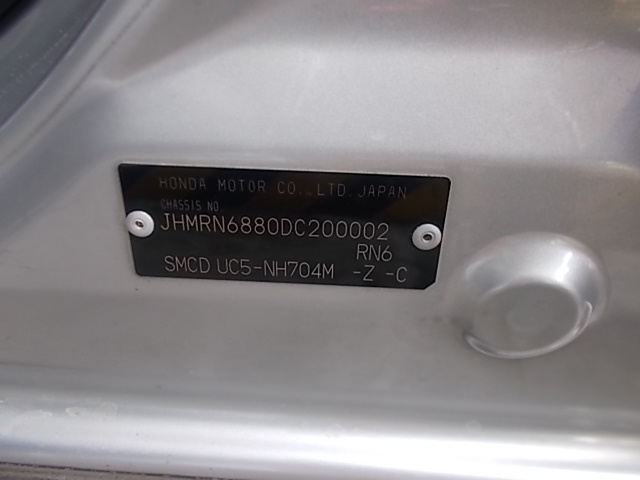 HONDA MOTOR CO., LTD. JAPAN
CHASSIS NO.
JHMRN6880DC200002
RN6
SMCD UC5-NH704M -Z -C